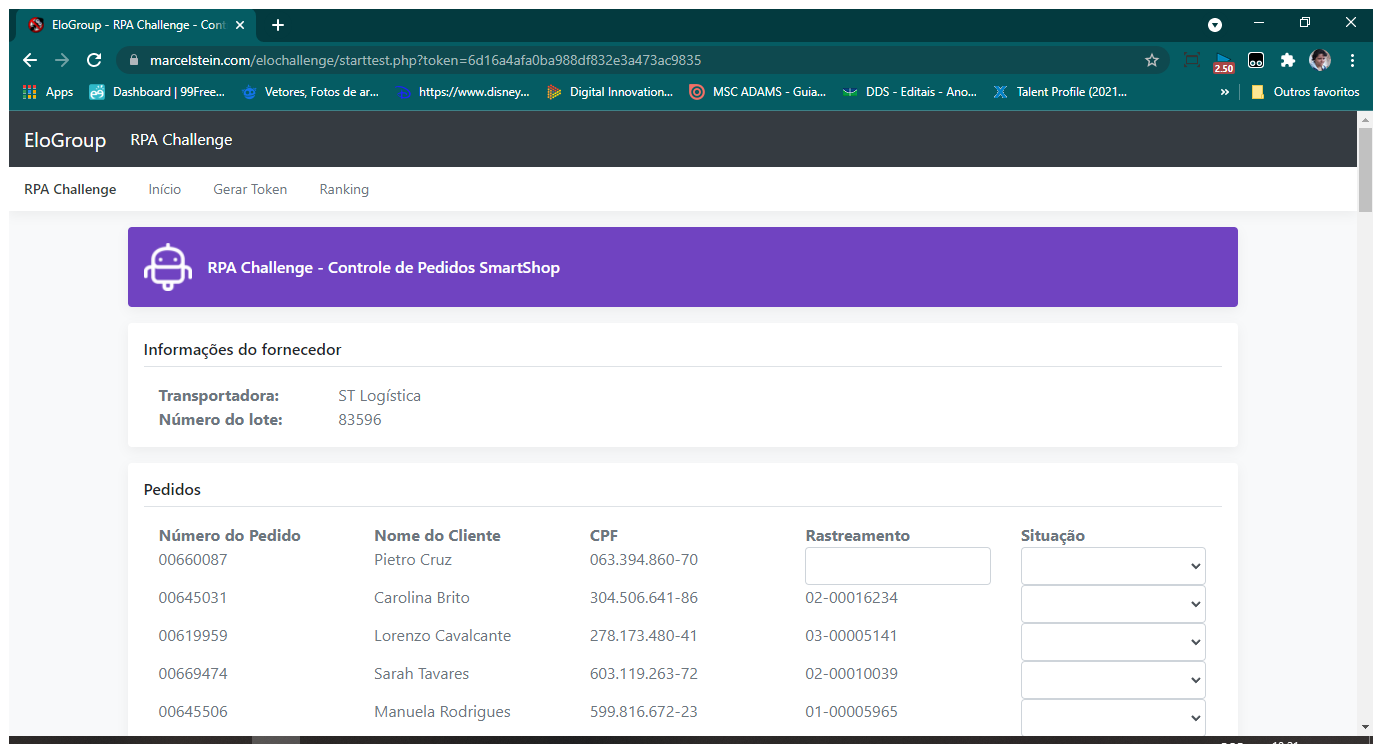 EloGroup - RPA Challenge - Cont
marcelstein.com/elochallenge/starttest.php?token=6d16a4afa0ba988df832e3a473ac9835
2.50
Apps Dashboard | 99Free... Vetores, Fotos de ar... https://www.disney... Digital Innovation... MSC ADAMS - Guia... DDS - Editais - Ano... Talent Profile (2021... » Outros favoritos
EloGroup RPA Challenge
RPA Challenge Início Gerar Token Ranking
RPA Challenge - Controle de Pedidos SmartShop
Informações do fornecedor
Transportadora: ST Logística
Número do lote: 83596
Pedidos
Número do Pedido Nome do Cliente CPF Rastreamento Situação
00660087 Pietro Cruz 063.394.860-70
00645031 Carolina Brito 304.506.641-86 02-00016234
00619959 Lorenzo Cavalcante 278.173.480-41 03-00005141
00669474 Sarah Tavares 603.119.263-72 02-00010039
00645506 Manuela Rodrigues 599.816.672-23 01-00005965